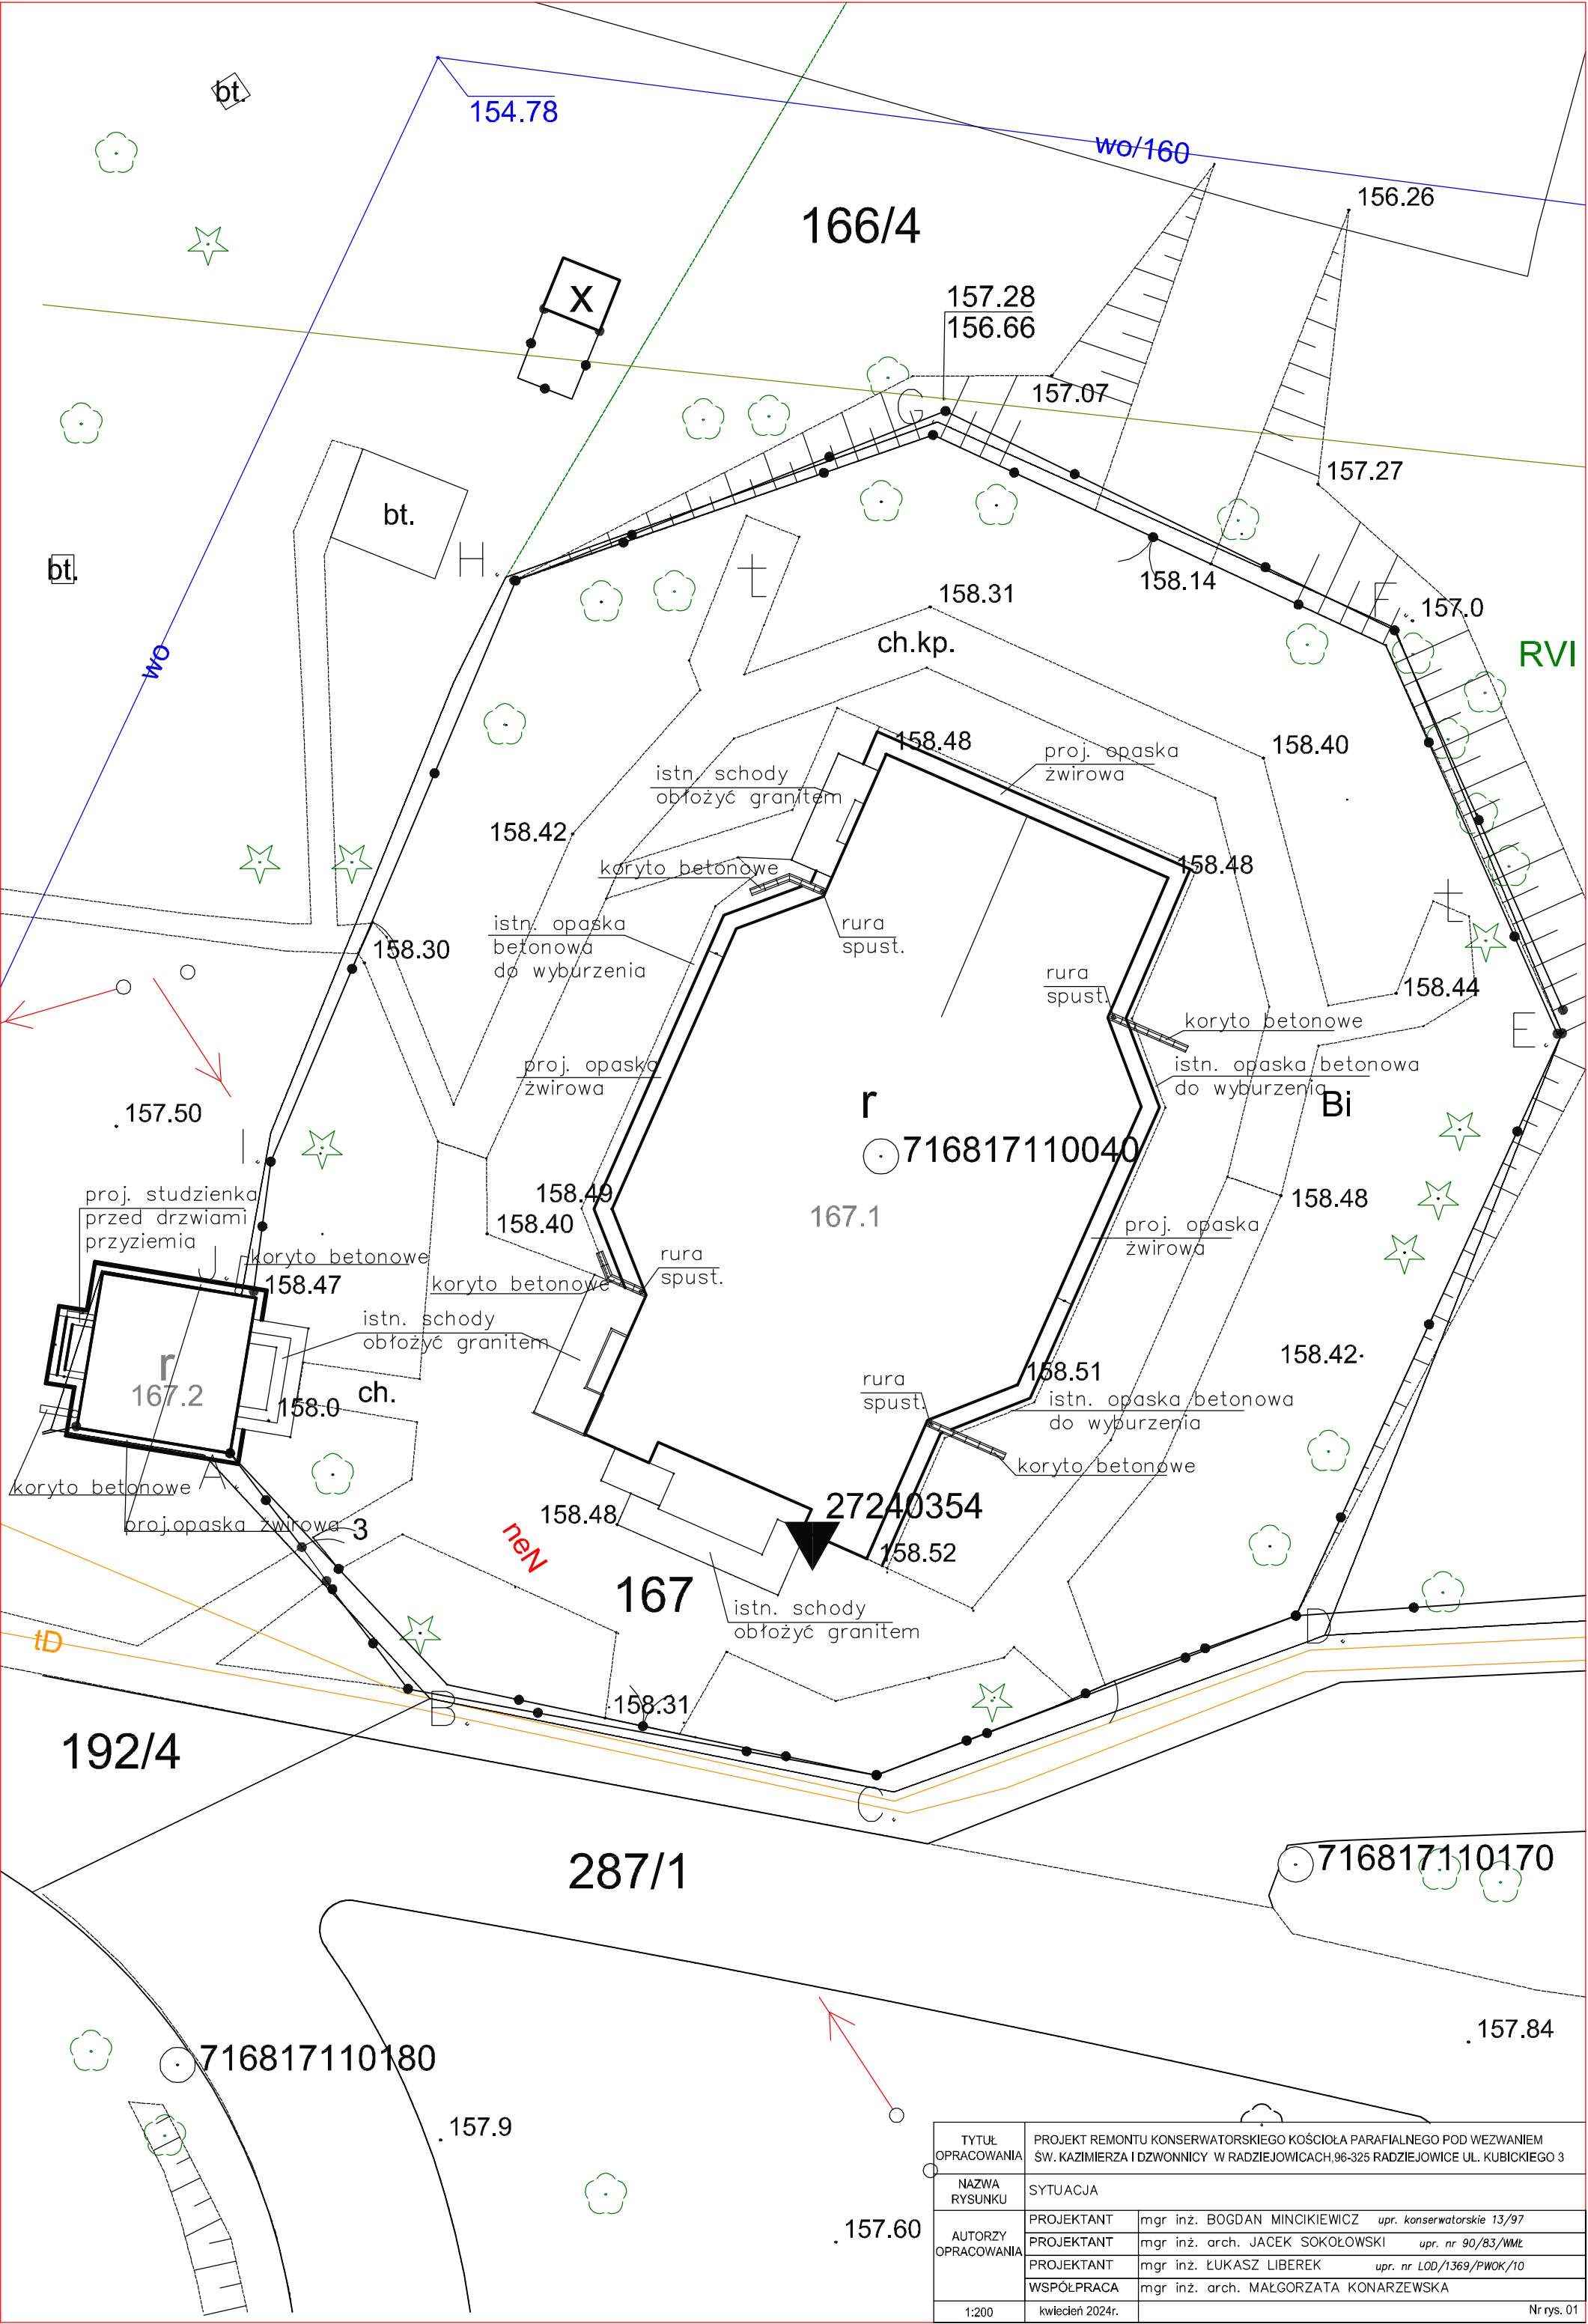 bt.
154.78
wo/160
156.26
166/4
x
157.28
156.66
157.07
G
157.27
bt.
H
bt.
t
158.14
158.31
F
157.0
ch.kp.
RVI
wo
158.48
proj. opaska
żwirowa
158.40
istn. schody
obłożyć granitem
158.42
koryto betonowe
158.48
t
istn. opaska
betonowa
do wyburzenia
rura
spust.
158.30
rura
spust.
158.44
koryto betonowe
E
proj. opaska
żwirowa
istn. opaska betonowa
do wyburzenia
r
Bi
157.50
716817110040
I
proj. studzienka
przed drzwiami
przyziemia
158.49
158.40
167.1
158.48
proj. opaska
żwirowa
J
koryto betonowe
158.47
koryto betonowe
rura
spust.
istn. schody
obłożyć granitem
158.42
r
167.2
ch.
158.0
158.51
rura
spust.
istn. opaska betonowa
do wyburzenia
koryto betonowe
A
koryto betonowe
proj.opaska żwirowa
3
158.48
27240354
neN
158.52
167
istn. schody
obłożyć granitem
tD
D
B
158.31
192/4
C
287/1
716817110170
157.84
716817110180
157.9
157.60
TYTUŁ
OPRACOWANIA
PROJEKT REMONTU KONSERWATORSKIEGO KOŚCIOŁA PARAFIALNEGO POD WEZWANIEM
ŚW. KAZIMIERZA I DZWONNICY W RADZIEJOWICACH,96-325 RADZIEJOWICE UL. KUBICKIEGO 3
NAZWA
RYSUNKU
SYTUACJA
AUTORZY
OPRACOWANIA
PROJEKTANT mgr inż. BOGDAN MINCIKIEWICZ upr. konserwatorskie 13/97
PROJEKTANT mgr inż. arch. JACEK SOKOŁOWSKI upr. nr 90/83/WMŁ
PROJEKTANT mgr inż. ŁUKASZ LIBEREK upr. nr LOD/1369/PWOK/10
WSPÓŁPRACA mgr inż. arch. MAŁGORZATA KONARZEWSKA
1:200 kwiecień 2024r. Nr rys. 01